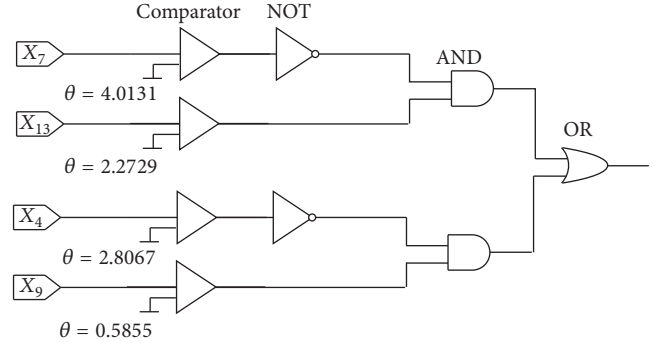 Comparator NOT
X₇
AND
θ = 4.0131
X₁₃
OR
θ = 2.2729
X₄
θ = 2.8067
X₉
θ = 0.5855